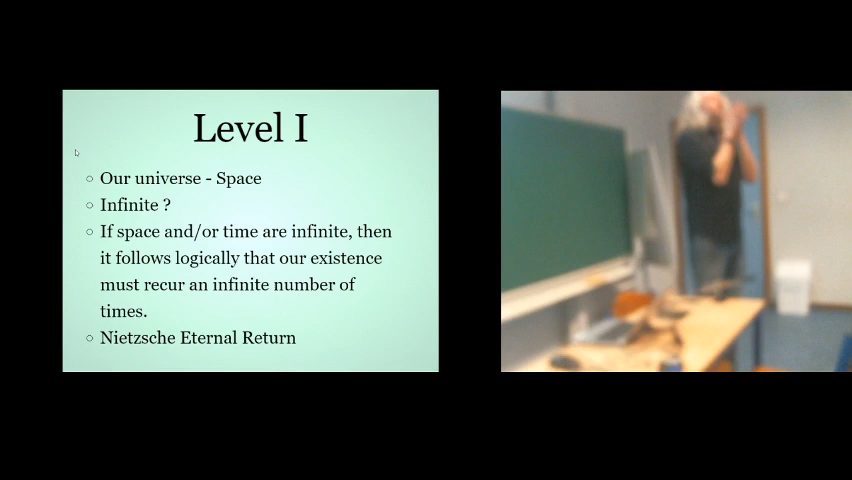 Level I
Our universe - Space
Infinite ?
If space and/or time are infinite, then
it follows logically that our existence
must recur an infinite number of
times.
Nietzsche Eternal Return